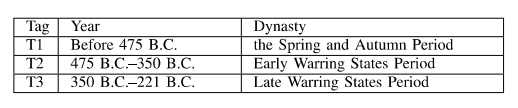 Tag Year Dynasty
T1 Before 475 B.C. the Spring and Autumn Period
T2 475 B.C.–350 B.C. Early Warring States Period
T3 350 B.C.–221 B.C. Late Warring States Period